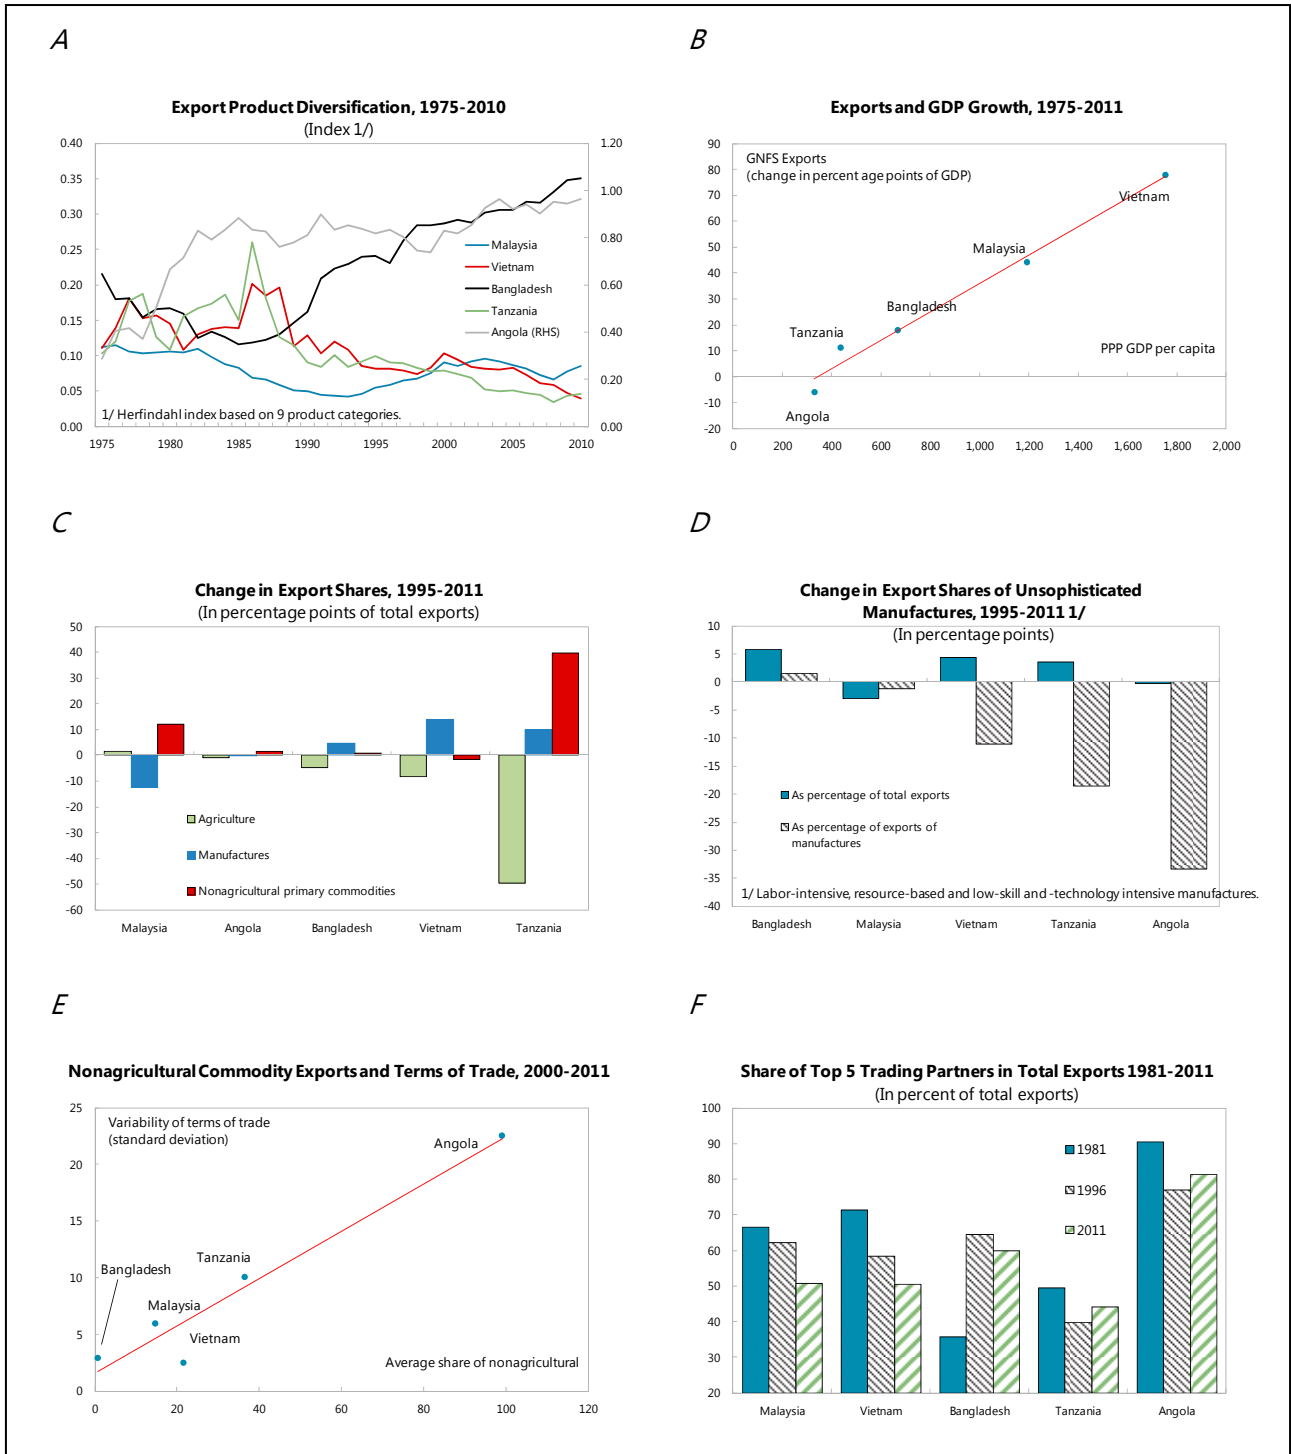 A
Export Product Diversification, 1975-2010
(Index 1/)
0.40
0.35
0.30
0.25
0.20
0.15
0.10
0.05
0.00
1.20
1.00
0.80
0.60
0.40
0.20
0.00
Malaysia
Vietnam
Bangladesh
Tanzania
Angola (RHS)
1/ Herfindahl index based on 9 product categories.
1975 1980 1985 1990 1995 2000 2005 2010
B
Exports and GDP Growth, 1975-2011
90
80
70
60
50
40
30
20
10
0
-10
-20
GNFS Exports
(change in percent age points of GDP)
Vietnam
Malaysia
Bangladesh
Tanzania
PPP GDP per capita
Angola
0 200 400 600 800 1,000 1,200 1,400 1,600 1,800 2,000
C
Change in Export Shares, 1995-2011
(In percentage points of total exports)
50
40
30
20
10
0
-10
-20
-30
-40
-50
-60
Agriculture
Manufactures
Nonagricultural primary commodities
Malaysia Angola Bangladesh Vietnam Tanzania
D
Change in Export Shares of Unsophisticated
Manufactures, 1995-2011 1/
(In percentage points)
10
5
0
-5
-10
-15
-20
-25
-30
-35
-40
As percentage of total exports
As percentage of exports of
manufactures
1/ Labor-intensive, resource-based and low-skill and -technology intensive manufactures.
Bangladesh Malaysia Vietnam Tanzania Angola
E
Nonagricultural Commodity Exports and Terms of Trade, 2000-2011
25
20
15
10
5
0
Variability of terms of trade
(standard deviation)
Angola
Tanzania
Bangladesh
Malaysia
Vietnam
Average share of nonagricultural
0 20 40 60 80 100 120
F
Share of Top 5 Trading Partners in Total Exports 1981-2011
(In percent of total exports)
100
90
80
70
60
50
40
30
20
1981
1996
2011
Malaysia Vietnam Bangladesh Tanzania Angola